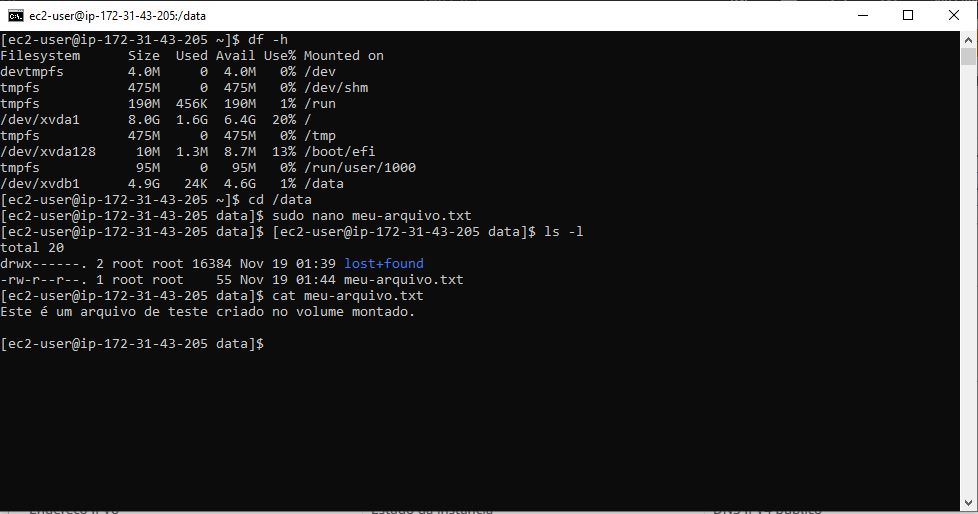 ec2-user@ip-172-31-43-205:/data
[ec2-user@ip-172-31-43-205 ~]$ df -h
Filesystem      Size  Used Avail Use% Mounted on
devtmpfs        4.0M     0  4.0M   0% /dev
tmpfs           475M     0  475M   0% /dev/shm
tmpfs           190M  456K  190M   1% /run
/dev/xvda1      8.0G  1.6G  6.4G  20% /
tmpfs           475M     0  475M   0% /tmp
/dev/xvda128     10M  1.3M  8.7M  13% /boot/efi
tmpfs            95M     0   95M   0% /run/user/1000
/dev/xvdb1      4.9G   24K  4.6G   1% /data
[ec2-user@ip-172-31-43-205 ~]$ cd /data
[ec2-user@ip-172-31-43-205 data]$ sudo nano meu-arquivo.txt
[ec2-user@ip-172-31-43-205 data]$ [ec2-user@ip-172-31-43-205 data]$ ls -l
total 20
drwx------. 2 root root 16384 Nov 19 01:39 lost+found
-rw-r--r--. 1 root root    55 Nov 19 01:44 meu-arquivo.txt
[ec2-user@ip-172-31-43-205 data]$ cat meu-arquivo.txt
Este é um arquivo de teste criado no volume montado.
[ec2-user@ip-172-31-43-205 data]$